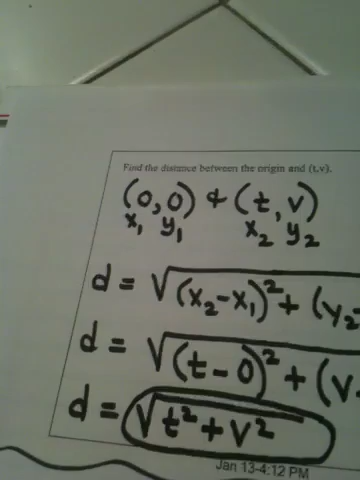 Find the distance between the origin and (t,v).
(0,0) & (t,v)
x₁ y₁ x₂ y₂
d = √(x₂-x₁)²+(y₂
d = √(t-0)²+(v-
d = √t²+v²
Jan 13-4:12 PM